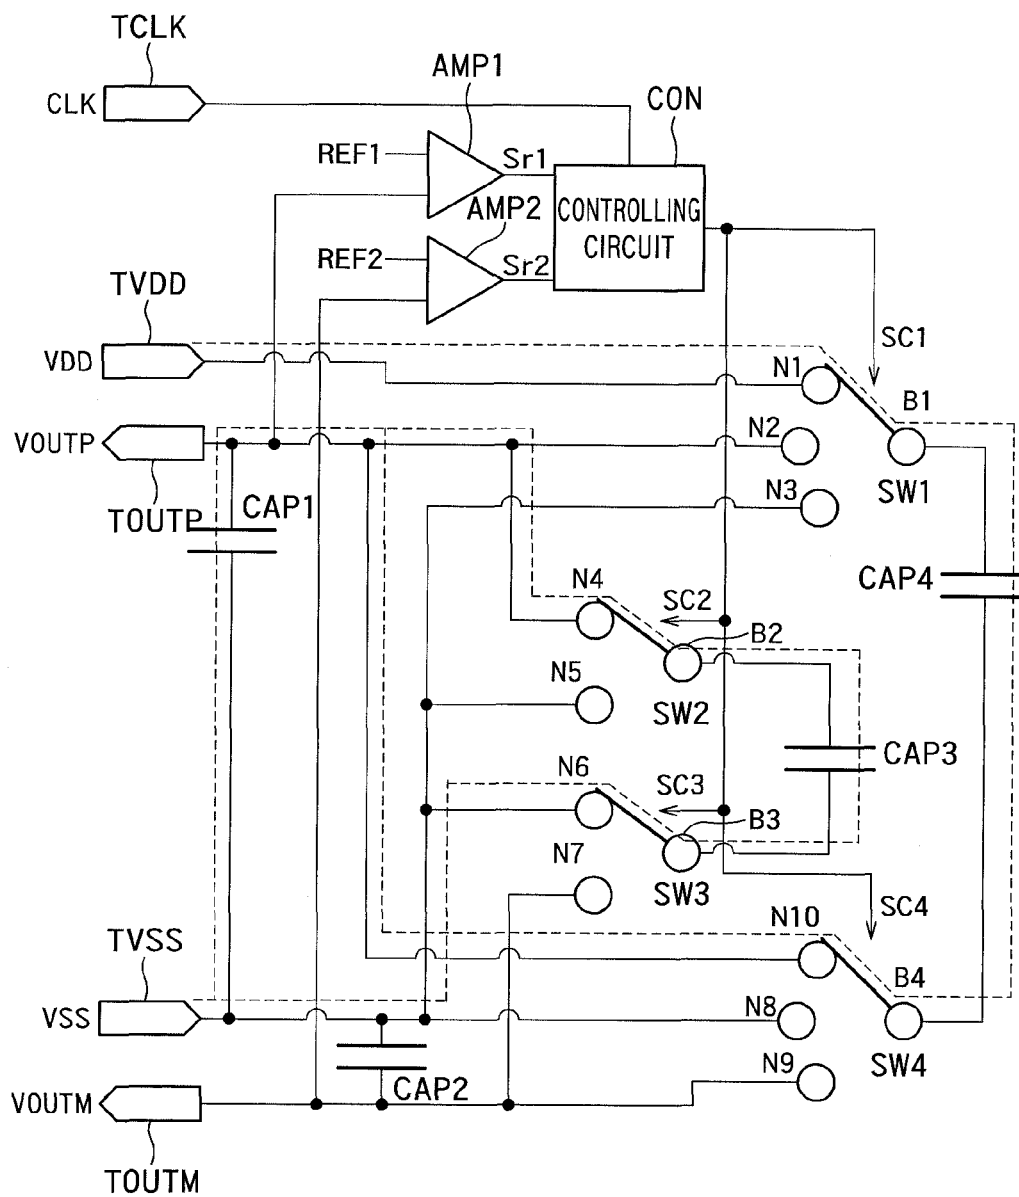 TCLK
CLK
AMP1
CON
REF1
Sr1
AMP2
CONTROLLING
CIRCUIT
REF2
Sr2
TVDD
VDD
SC1
N1
B1
VOUTP
N2
SW1
N3
TOUTP
CAP1
CAP4
N4
SC2
B2
N5
SW2
CAP3
N6
SC3
B3
N7
SW3
SC4
N10
TVSS
B4
VSS
N8
SW4
N9
CAP2
VOUTM
TOUTM